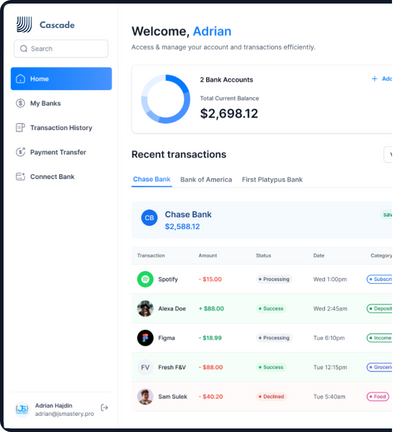 Cascade
Search
Home
My Banks
Transaction History
Payment Transfer
Connect Bank
Adrian Hajdin
adrian@jsmastery.pro
Welcome, Adrian
Access & manage your account and transactions efficiently.
2 Bank Accounts
+ Add
Total Current Balance
$2,698.12
Recent transactions
Chase Bank Bank of America First Platypus Bank
CB Chase Bank
$2,588.12
Transaction Amount Status Date Category
Spotify - $15.00 Processing Wed 1:00pm Subscri
Alexa Doe + $88.00 Success Wed 2:45am Deposit
Figma - $18.99 Processing Tue 6:10pm Income
FV Fresh F&V - $88.00 Success Tue 12:15pm Groceri
Sam Sulek - $40.20 Declined Tue 5:40am Food